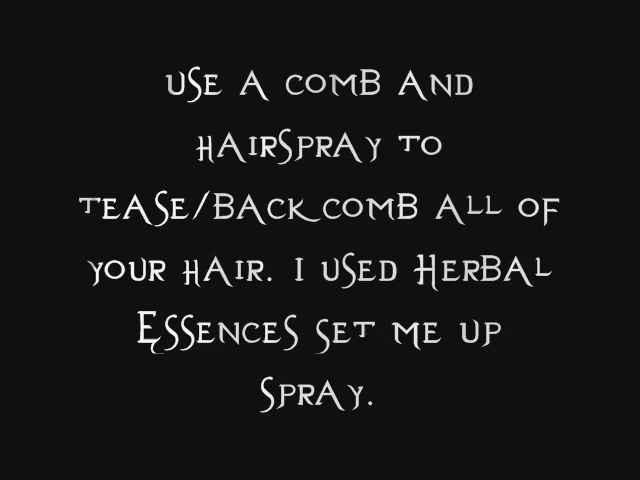 USE A COMB AND
HAIRSPRAY TO
TEASE/BACKCOMB ALL OF
YOUR HAIR. I USED HERBAL
ESSENCES SET ME UP
SPRAY.